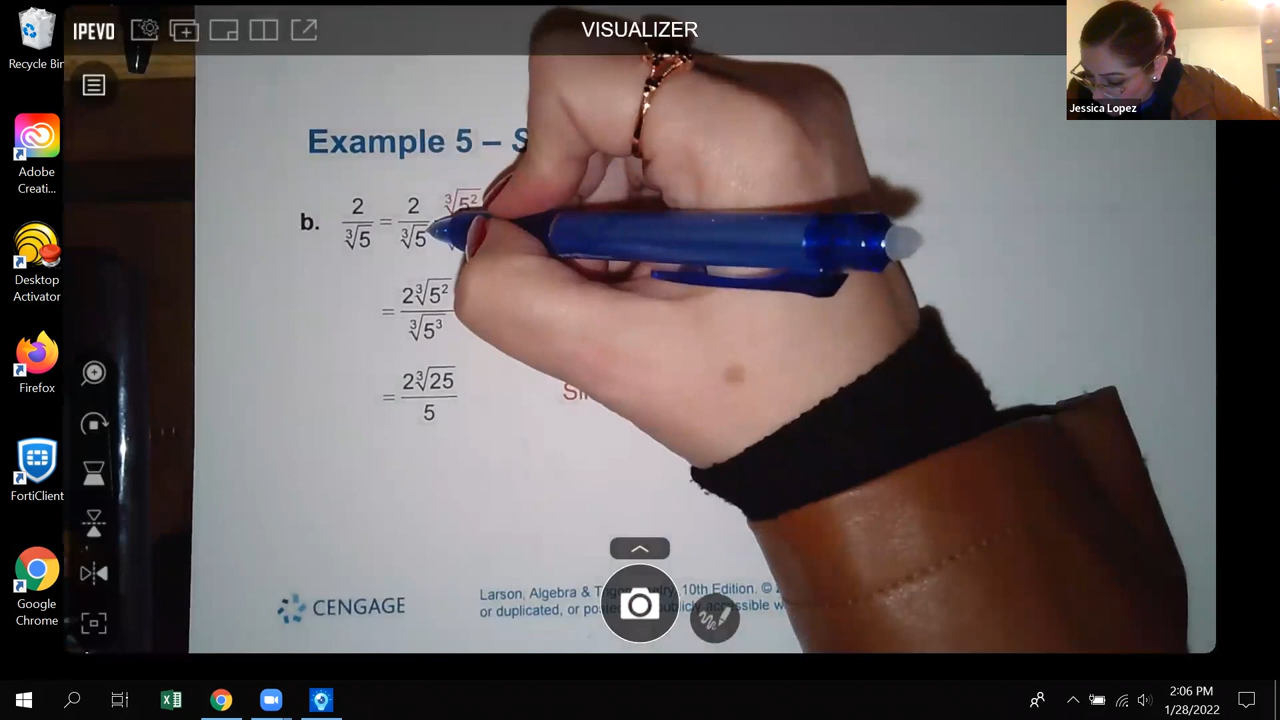 IPEVO
VISUALIZER
Jessica Lopez
Recycle Bin
Adobe
Creati...
Desktop
Activator
Firefox
FortiClient
Google
Chrome
Example 5 –
b. 2/∛5 = 2/∛5 ∛5²
= 2∛5²/∛5³
= 2∛25/5
CENGAGE
Larson, Algebra & 10th Edition. ©
or duplicated, or
2:06 PM
1/28/2022